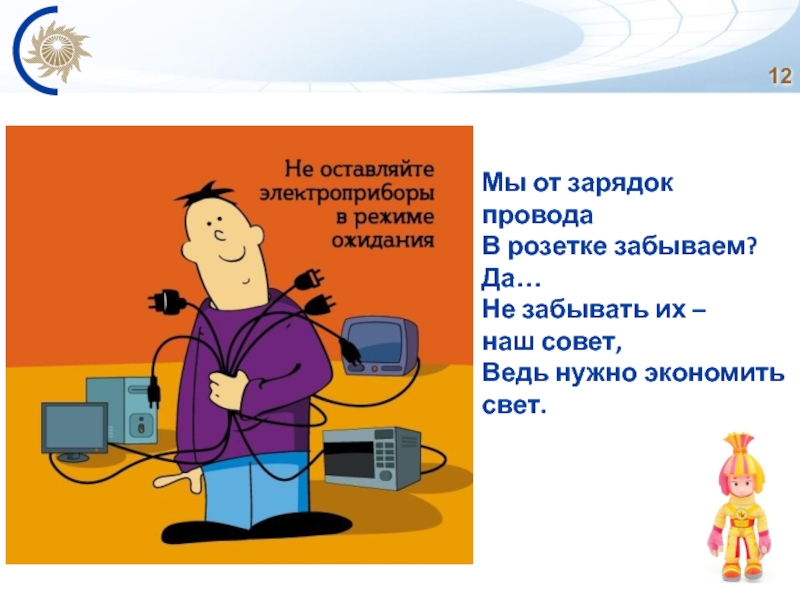 12
Не оставляйте
электроприборы
в режиме
ожидания
Мы от зарядок
провода
В розетке забываем?
Да…
Не забывать их –
наш совет,
Ведь нужно экономить
свет.